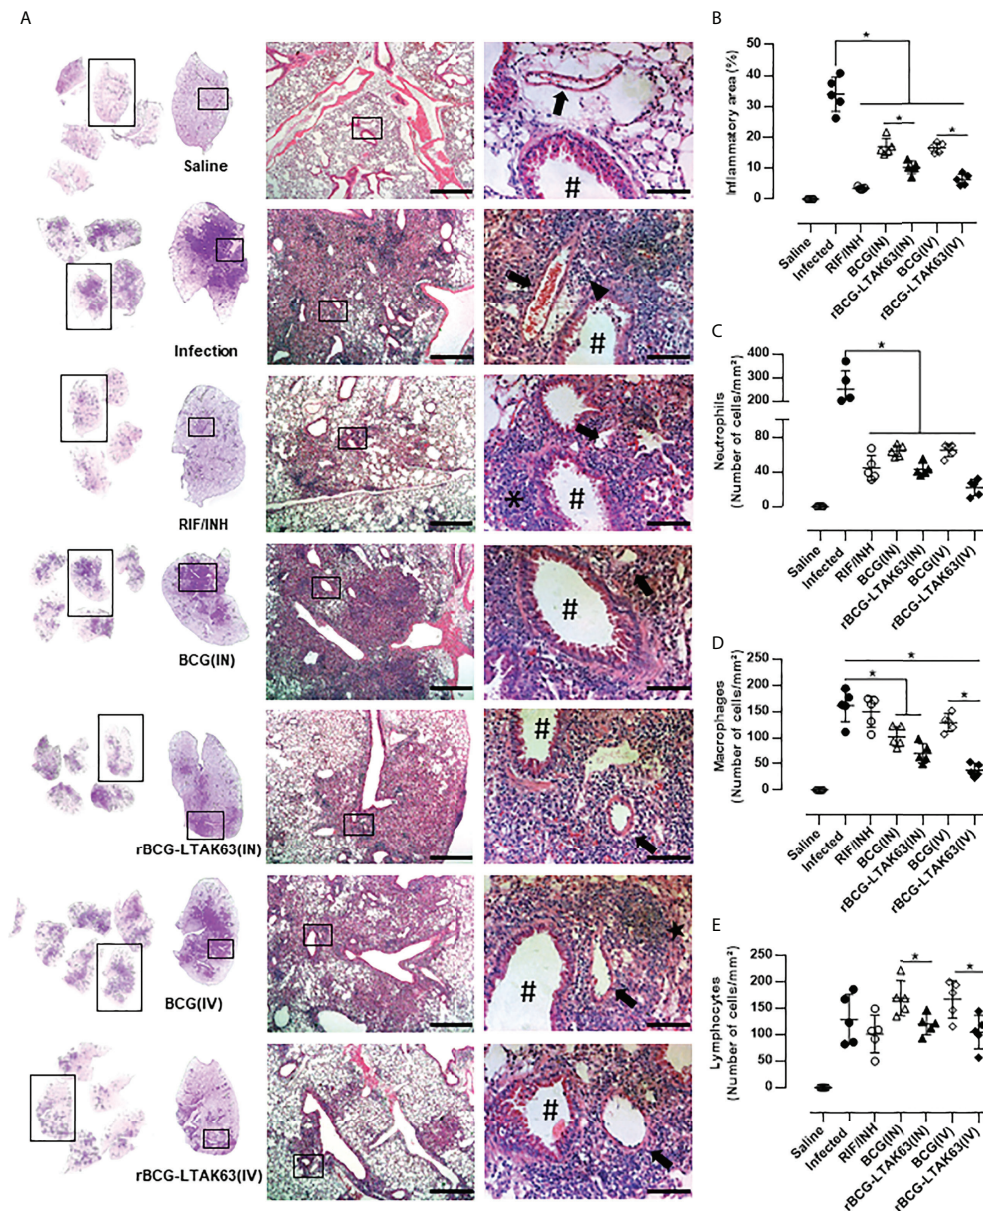 A
Saline
#
Infection
#
RIF/INH
*
#
BCG(IN)
#
rBCG-LTAK63(IN)
#
BCG(IV)
#
★
rBCG-LTAK63(IV)
#
B
Inflammatory area (%)
50
40
30
20
10
0
★
★
★
Saline
Infected
RIF/INH
BCG(IN)
rBCG-LTAK63(IN)
BCG(IV)
rBCG-LTAK63(IV)
C
Neutrophils
(Number of cells/mm²)
400
300
200
80
40
0
★
Saline
Infected
RIF/INH
BCG(IN)
rBCG-LTAK63(IN)
BCG(IV)
rBCG-LTAK63(IV)
D
Macrophages
(Number of cells/mm²)
250
200
150
100
50
0
★
★
★
Saline
Infected
RIF/INH
BCG(IN)
rBCG-LTAK63(IN)
BCG(IV)
rBCG-LTAK63(IV)
E
Lymphocytes
(Number of cells/mm²)
250
200
150
100
50
0
★
★
Saline
Infected
RIF/INH
BCG(IN)
rBCG-LTAK63(IN)
BCG(IV)
rBCG-LTAK63(IV)